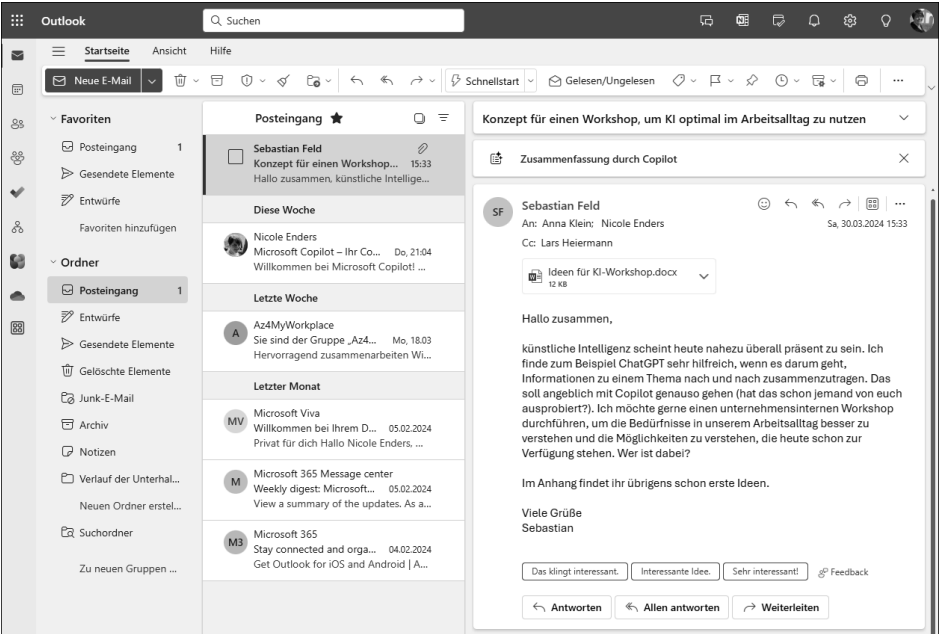 Outlook
Suchen
Startseite Ansicht Hilfe
Neue E-Mail
Schnellstart
Gelesen/Ungelesen
Favoriten
Posteingang 1
Gesendete Elemente
Entwürfe
Favoriten hinzufügen
Ordner
Posteingang 1
Entwürfe
Gesendete Elemente
Gelöschte Elemente
Junk-E-Mail
Archiv
Notizen
Verlauf der Unterhal...
Neuen Ordner erstel...
Suchordner
Zu neuen Gruppen ...
Posteingang
Sebastian Feld
Konzept für einen Workshop... 15:33
Hallo zusammen, künstliche Intellige...
Diese Woche
Nicole Enders
Microsoft Copilot – Ihr Co... Do, 21:04
Willkommen bei Microsoft Copilot! ...
Letzte Woche
A
Az4MyWorkplace
Sie sind der Gruppe „Az4... Mo, 18.03
Hervorragend zusammenarbeiten Wi...
Letzter Monat
MV
Microsoft Viva
Willkommen bei Ihrem D... 05.02.2024
Privat für dich Hallo Nicole Enders, ...
M
Microsoft 365 Message center
Weekly digest: Microsoft... 05.02.2024
View a summary of the updates. As a...
M3
Microsoft 365
Stay connected and orga... 04.02.2024
Get Outlook for iOS and Android | A...
Konzept für einen Workshop, um KI optimal im Arbeitsalltag zu nutzen
Zusammenfassung durch Copilot
SF
Sebastian Feld
An: Anna Klein; Nicole Enders
Sa, 30.03.2024 15:33
Cc: Lars Heiermann
Ideen für KI-Workshop.docx
12 KB
Hallo zusammen,
künstliche Intelligenz scheint heute nahezu überall präsent zu sein. Ich
finde zum Beispiel ChatGPT sehr hilfreich, wenn es darum geht,
Informationen zu einem Thema nach und nach zusammenzutragen. Das
soll angeblich mit Copilot genauso gehen (hat das schon jemand von euch
ausprobiert?). Ich möchte gerne einen unternehmensinternen Workshop
durchführen, um die Bedürfnisse in unserem Arbeitsalltag besser zu
verstehen und die Möglichkeiten zu verstehen, die heute schon zur
Verfügung stehen. Wer ist dabei?
Im Anhang findet ihr übrigens schon erste Ideen.
Viele Grüße
Sebastian
Das klingt interessant. Interessante Idee. Sehr interessant! Feedback
Antworten Allen antworten Weiterleiten